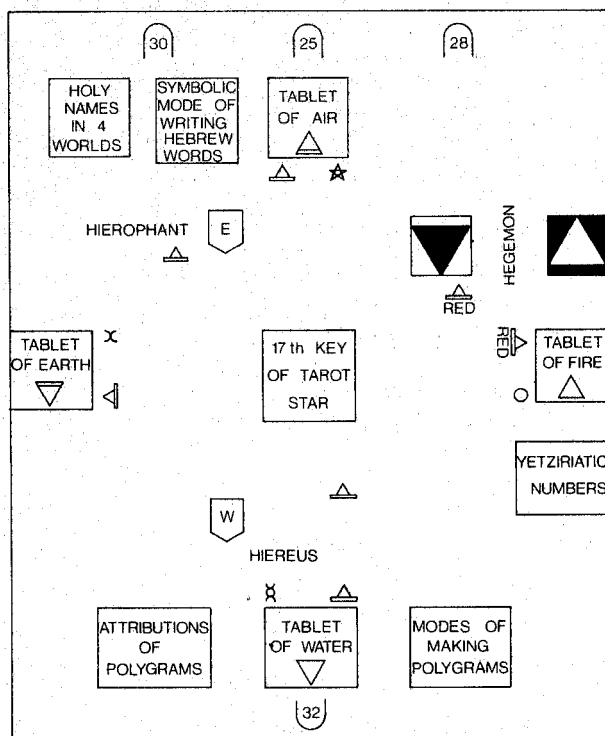 30
25
28
HOLY
NAMES
IN 4
WORLDS
SYMBOLIC
MODE OF
WRITING
HEBREW
WORDS
TABLET
OF AIR
HIEROPHANT
E
HEGEMON
RED
TABLET
OF EARTH
17 th KEY
OF TAROT
STAR
RED
TABLET
OF FIRE
YETZIRIATIC
NUMBERS
W
HIEREUS
ATTRIBUTIONS
OF
POLYGRAMS
TABLET
OF WATER
MODES OF
MAKING
POLYGRAMS
32